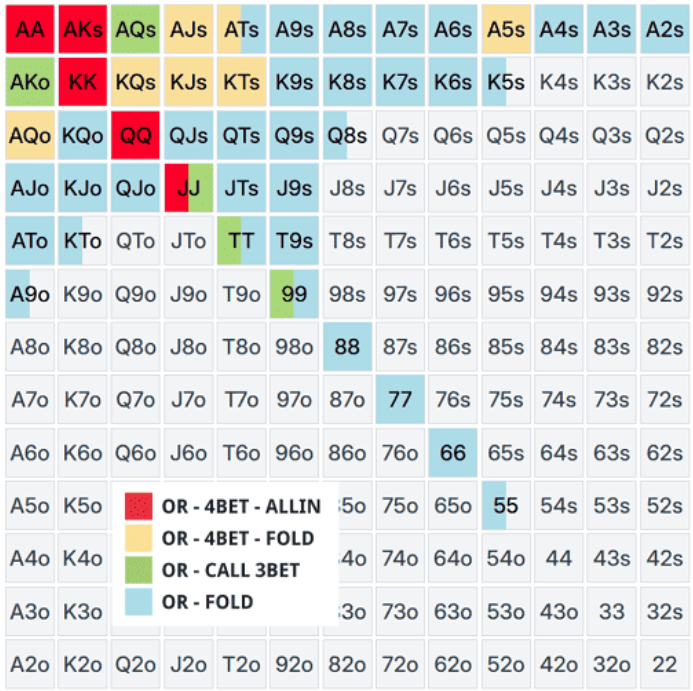 AA AKs AQs AJs ATs A9s A8s A7s A6s A5s A4s A3s A2s
AKo KK KQs KJs KTs K9s K8s K7s K6s K5s K4s K3s K2s
AQo KQo QQ QJs QTs Q9s Q8s Q7s Q6s Q5s Q4s Q3s Q2s
AJo KJo QJo JJ JTs J9s J8s J7s J6s J5s J4s J3s J2s
ATo KTo QTo JTo TT T9s T8s T7s T6s T5s T4s T3s T2s
A9o K9o Q9o J9o T9o 99 98s 97s 96s 95s 94s 93s 92s
A8o K8o Q8o J8o T8o 98o 88 87s 86s 85s 84s 83s 82s
A7o K7o Q7o J7o T7o 97o 87o 77 76s 75s 74s 73s 72s
A6o K6o Q6o J6o T6o 96o 86o 76o 66 65s 64s 63s 62s
A5o K5o 75o 65o 55 54s 53s 52s
A4o K4o 74o 64o 54o 44 43s 42s
A3o K3o 73o 63o 53o 43o 33 32s
A2o K2o Q2o J2o T2o 92o 82o 72o 62o 52o 42o 32o 22
OR - 4BET - ALLIN
OR - 4BET - FOLD
OR - CALL 3BET
OR - FOLD